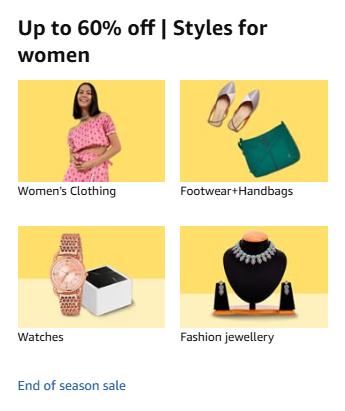 Up to 60% off | Styles for
women
Women's Clothing
Footwear+Handbags
Watches
Fashion jewellery
End of season sale